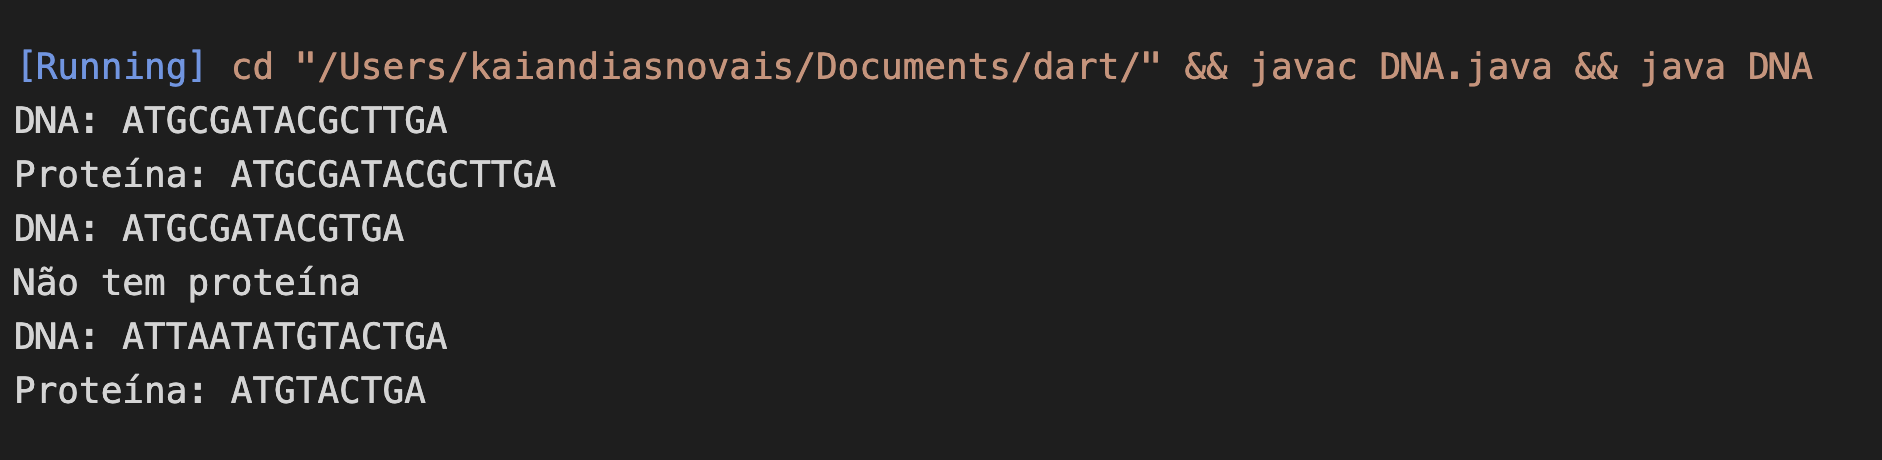 [Running] cd "/Users/kaiandiasnovais/Documents/dart/" && javac DNA.java && java DNA
DNA: ATGCGATACGCTTGA
Proteína: ATGCGATACGCTTGA
DNA: ATGCGATACGTGA
Não tem proteína
DNA: ATTAATATGTACTGA
Proteína: ATGTACTGA